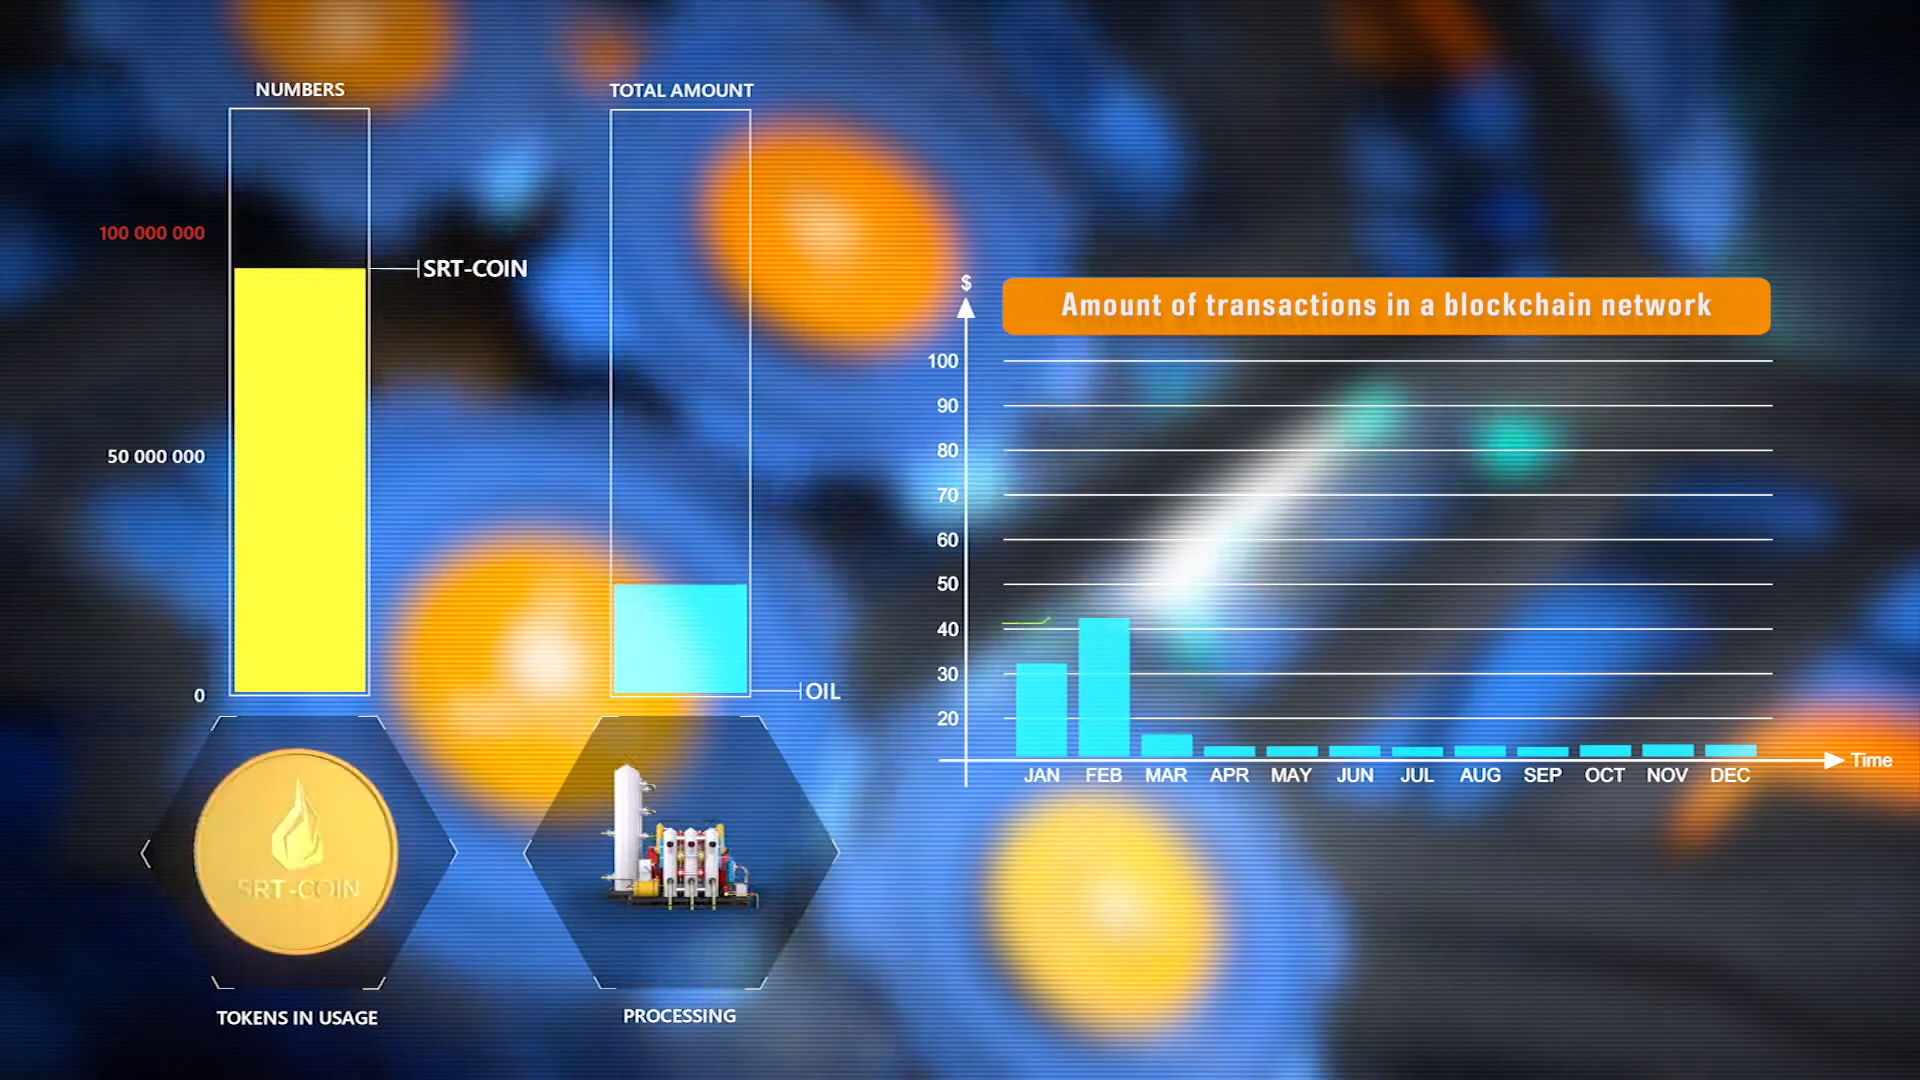 NUMBERS
100 000 000
SRT-COIN
50 000 000
0
SRT-COIN
TOKENS IN USAGE
TOTAL AMOUNT
OIL
PROCESSING
$
Amount of transactions in a blockchain network
100
90
80
70
60
50
40
30
20
JAN FEB MAR APR MAY JUN JUL AUG SEP OCT NOV DEC
Time